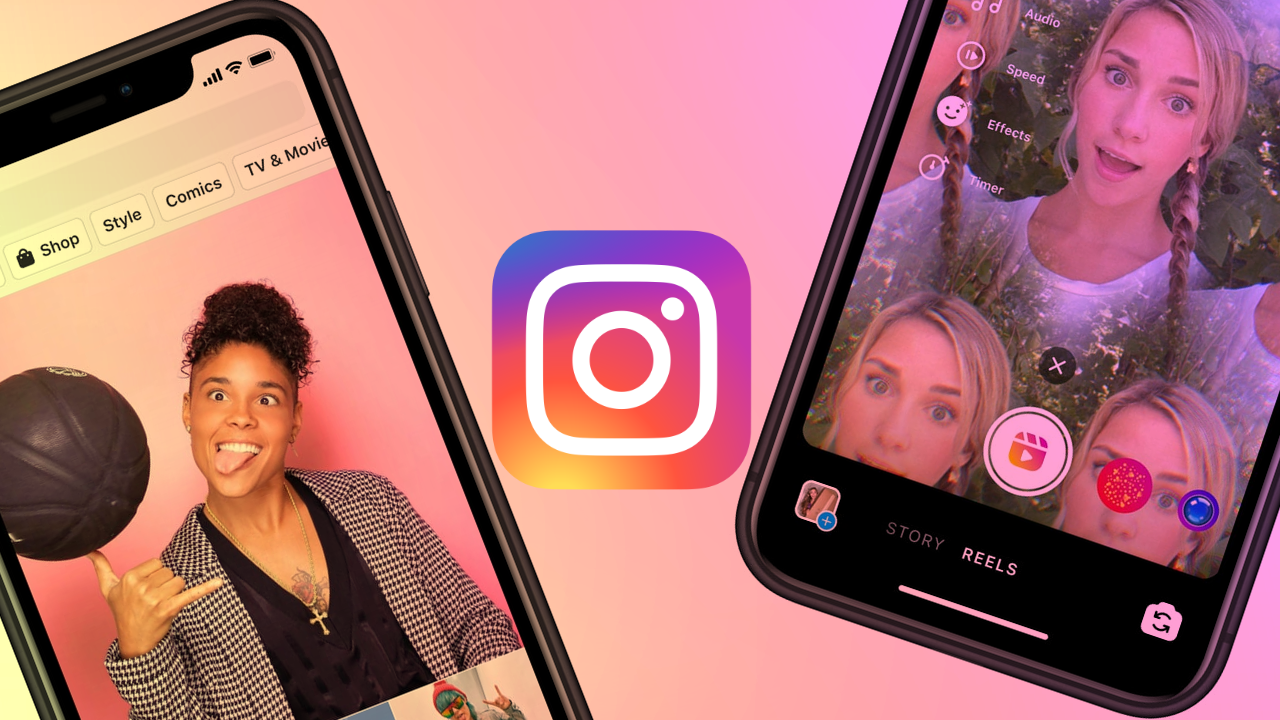 Shop
Style
Comics
TV & Movie
Audio
Speed
Effects
Timer
STORY
REELS